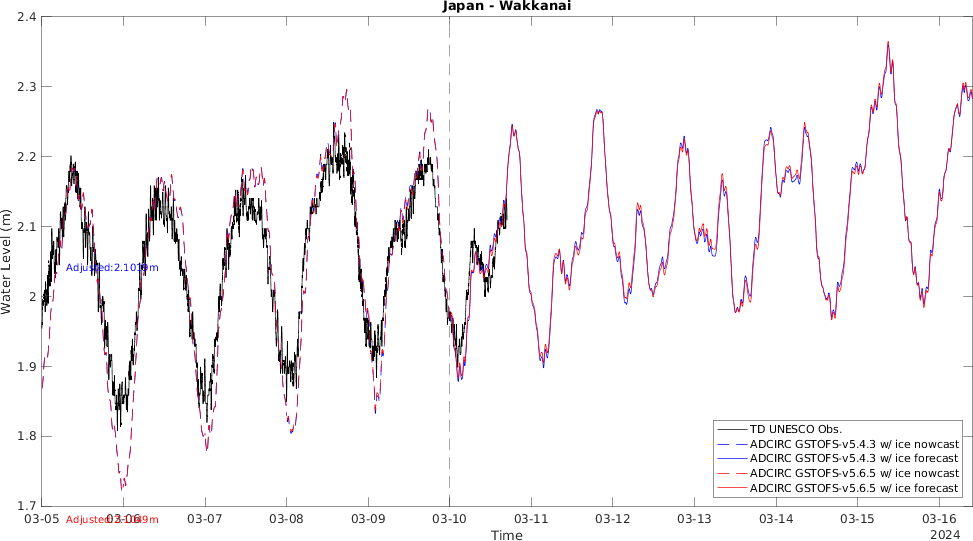 Japan - Wakkanai
2.4
2.3
2.2
2.1
2
1.9
1.8
1.7
Water Level (m)
Adjusted:2.1019m
TD UNESCO Obs.
ADCIRC GSTOFS-v5.4.3 w/ ice nowcast
ADCIRC GSTOFS-v5.4.3 w/ ice forecast
ADCIRC GSTOFS-v5.6.5 w/ ice nowcast
ADCIRC GSTOFS-v5.6.5 w/ ice forecast
03-05 03-06 03-07 03-08 03-09 03-10 03-11 03-12 03-13 03-14 03-15 03-16
Time
2024